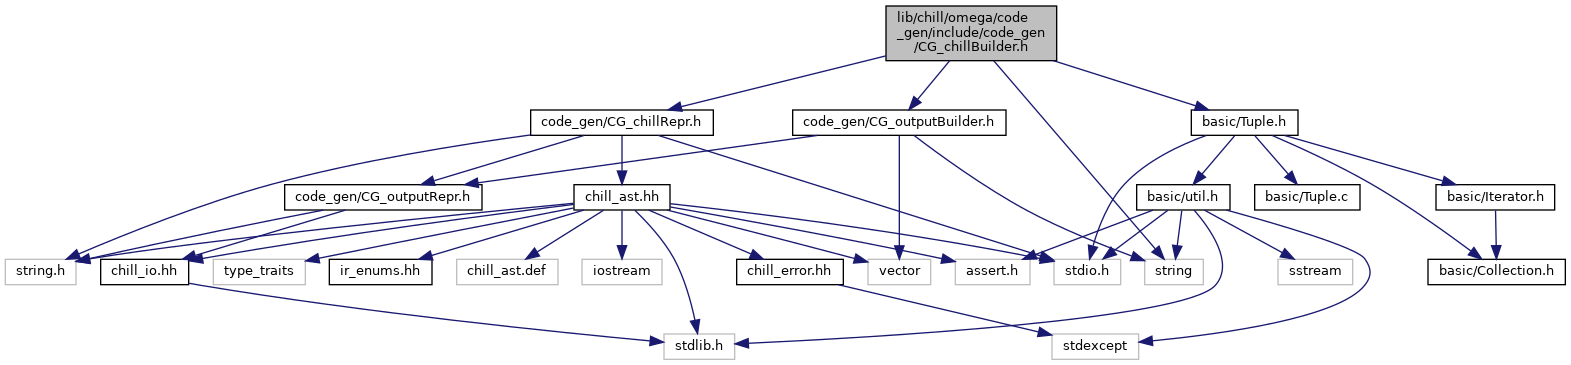 lib/chill/omega/code
_gen/include/code_gen
/CG_chillBuilder.h
code_gen/CG_chillRepr.h
code_gen/CG_outputBuilder.h
basic/Tuple.h
code_gen/CG_outputRepr.h
chill_ast.hh
basic/util.h
basic/Tuple.c
basic/Iterator.h
string.h
chill_io.hh
type_traits
ir_enums.hh
chill_ast.def
iostream
chill_error.hh
vector
assert.h
stdio.h
string
sstream
basic/Collection.h
stdlib.h
stdexcept